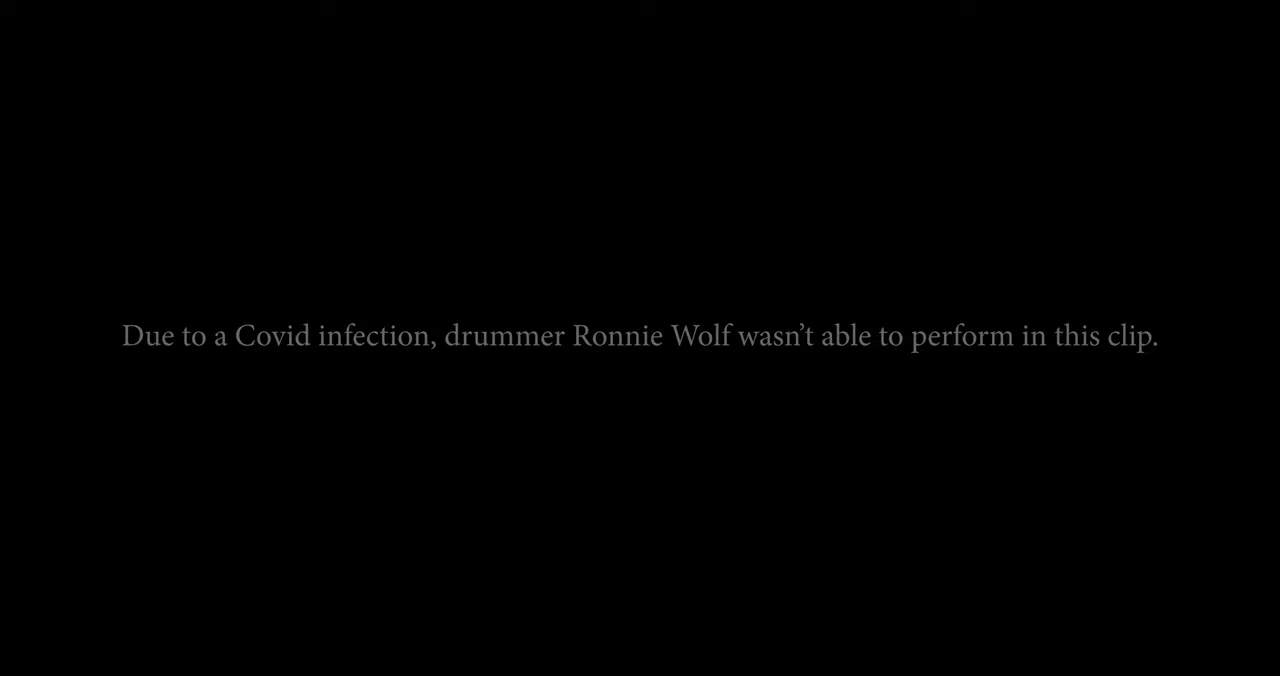 Due to a Covid infection, drummer Ronnie Wolf wasn’t able to perform in this clip.